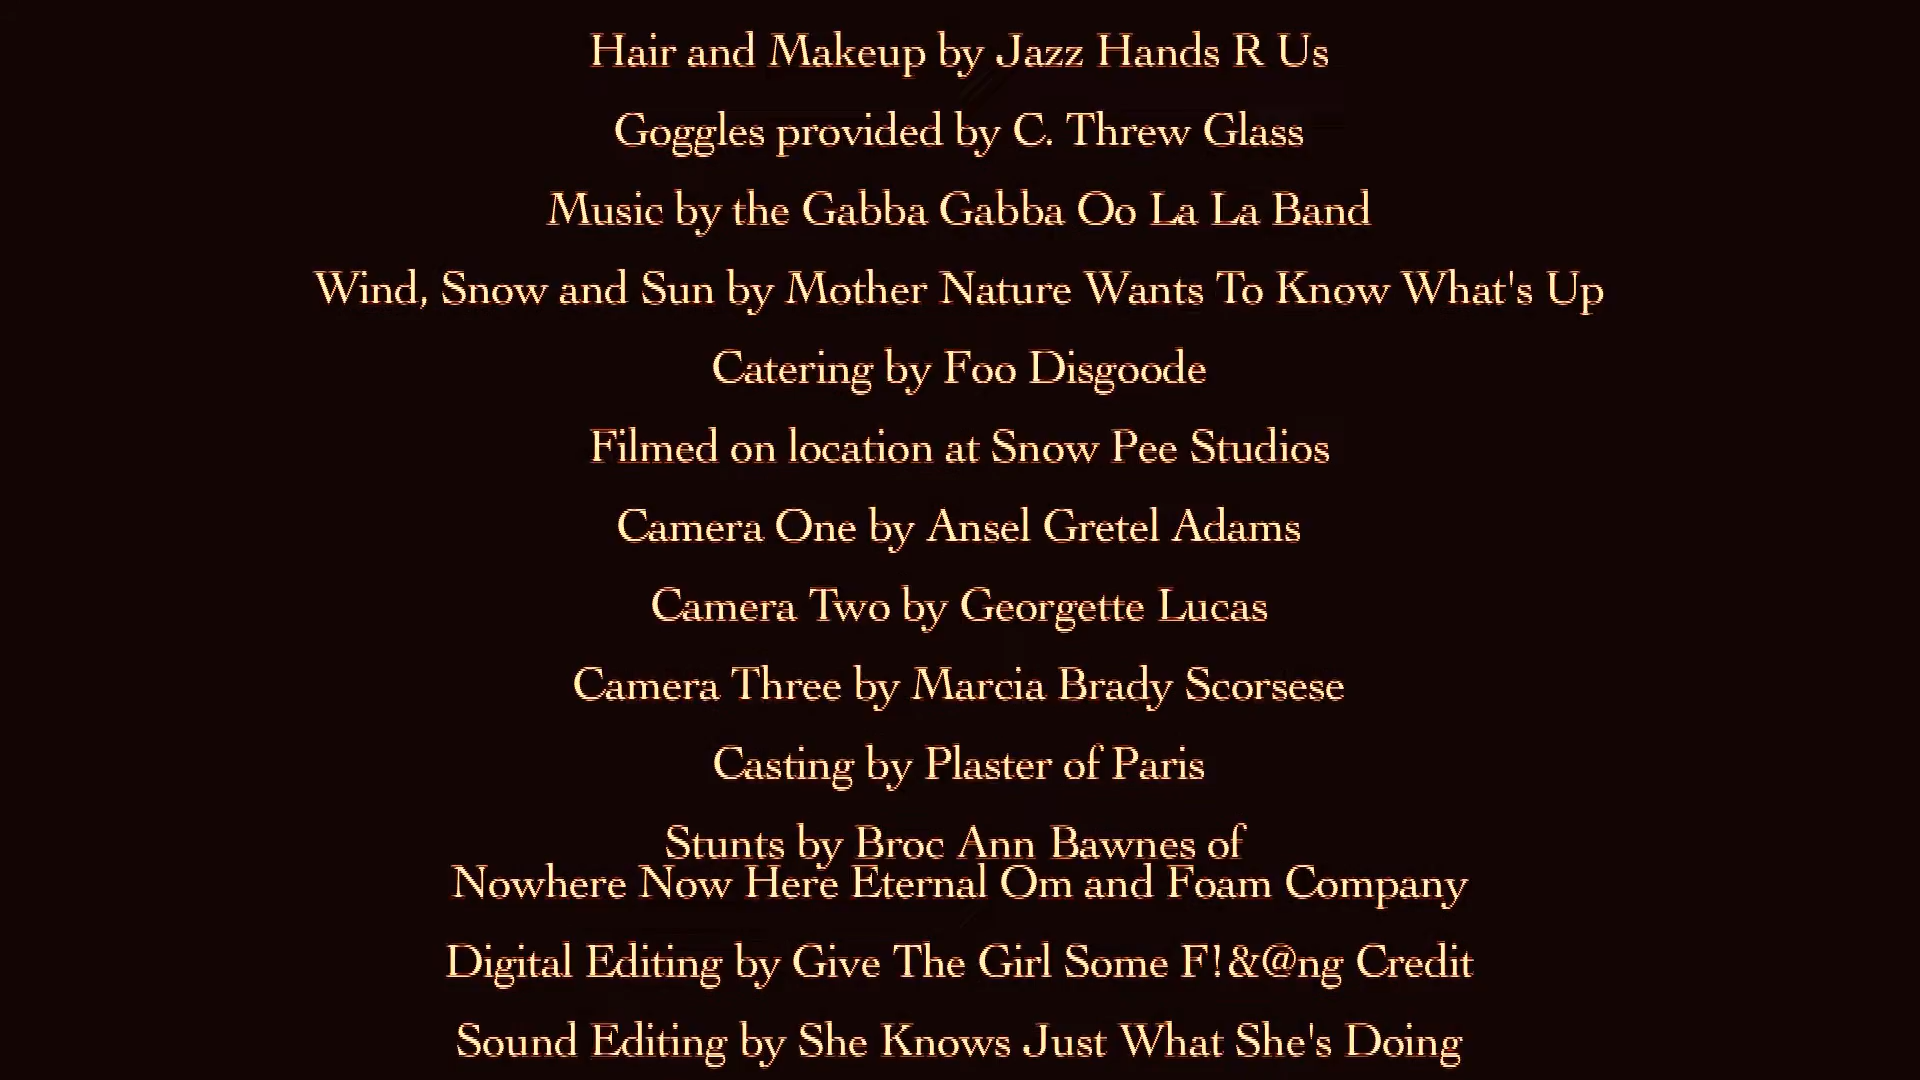 Hair and Makeup by Jazz Hands R Us
Goggles provided by C. Threw Glass
Music by the Gabba Gabba Oo La La Band
Wind, Snow and Sun by Mother Nature Wants To Know What's Up
Catering by Foo Disgoode
Filmed on location at Snow Pee Studios
Camera One by Ansel Gretel Adams
Camera Two by Georgette Lucas
Camera Three by Marcia Brady Scorsese
Casting by Plaster of Paris
Stunts by Broc Ann Bawnes of
Nowhere Now Here Eternal Om and Foam Company
Digital Editing by Give The Girl Some F!&@ng Credit
Sound Editing by She Knows Just What She's Doing